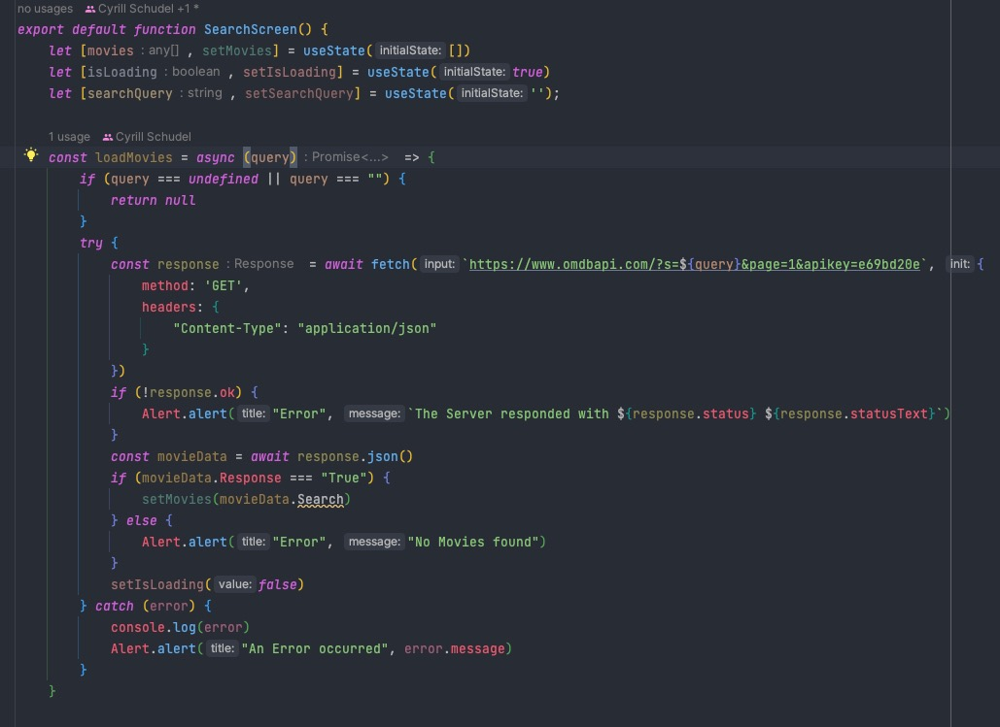 no usages Cyrill Schudel +1 *
export default function SearchScreen() {
let [movies : any[] , setMovies] = useState( initialState: [])
let [isLoading : boolean , setIsLoading] = useState( initialState: true)
let [searchQuery : string , setSearchQuery] = useState( initialState: '');
1 usage Cyrill Schudel
const loadMovies = async (query) : Promise<...> => {
if (query === undefined || query === "") {
return null
}
try {
const response : Response = await fetch( input: `https://www.omdbapi.com/?s=${query}&page=1&apikey=e69bd20e`, init: {
method: 'GET',
headers: {
"Content-Type": "application/json"
}
})
if (!response.ok) {
Alert.alert( title: "Error", message: `The Server responded with ${response.status} ${response.statusText}`)
}
const movieData = await response.json()
if (movieData.Response === "True") {
setMovies(movieData.Search)
} else {
Alert.alert( title: "Error", message: "No Movies found")
}
setIsLoading( value: false)
} catch (error) {
console.log(error)
Alert.alert( title: "An Error occurred", error.message)
}
}